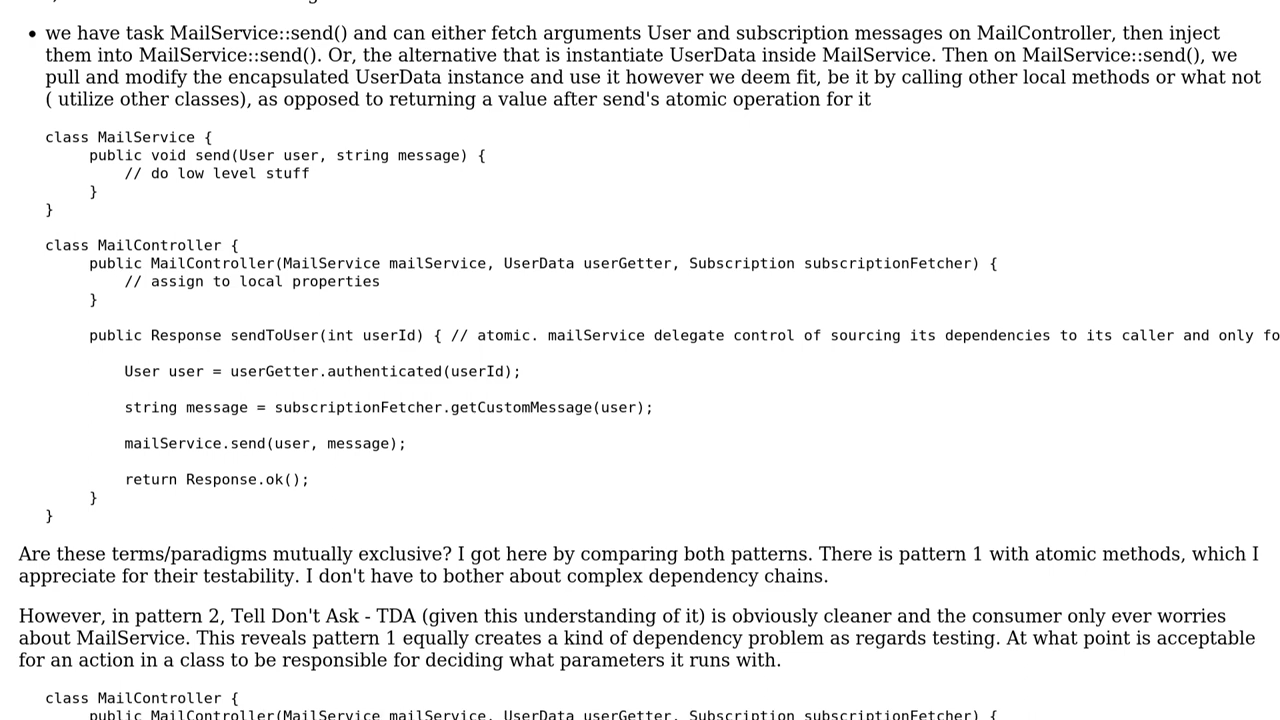 we have task MailService::send() and can either fetch arguments User and subscription messages on MailController, then inject
them into MailService::send(). Or, the alternative that is instantiate UserData inside MailService. Then on MailService::send(), we
pull and modify the encapsulated UserData instance and use it however we deem fit, be it by calling other local methods or what not
( utilize other classes), as opposed to returning a value after send's atomic operation for it
class MailService {
public void send(User user, string message) {
// do low level stuff
}
}
class MailController {
public MailController(MailService mailService, UserData userGetter, Subscription subscriptionFetcher) {
// assign to local properties
}
public Response sendToUser(int userId) { // atomic. mailService delegate control of sourcing its dependencies to its caller and only
User user = userGetter.authenticated(userId);
string message = subscriptionFetcher.getCustomMessage(user);
mailService.send(user, message);
return Response.ok();
}
}
Are these terms/paradigms mutually exclusive? I got here by comparing both patterns. There is pattern 1 with atomic methods, which I
appreciate for their testability. I don't have to bother about complex dependency chains.
However, in pattern 2, Tell Don't Ask - TDA (given this understanding of it) is obviously cleaner and the consumer only ever worries
about MailService. This reveals pattern 1 equally creates a kind of dependency problem as regards testing. At what point is acceptable
for an action in a class to be responsible for deciding what parameters it runs with.
class MailController {
public MailController(MailService mailService, UserData userGetter, Subscription subscriptionFetcher) {